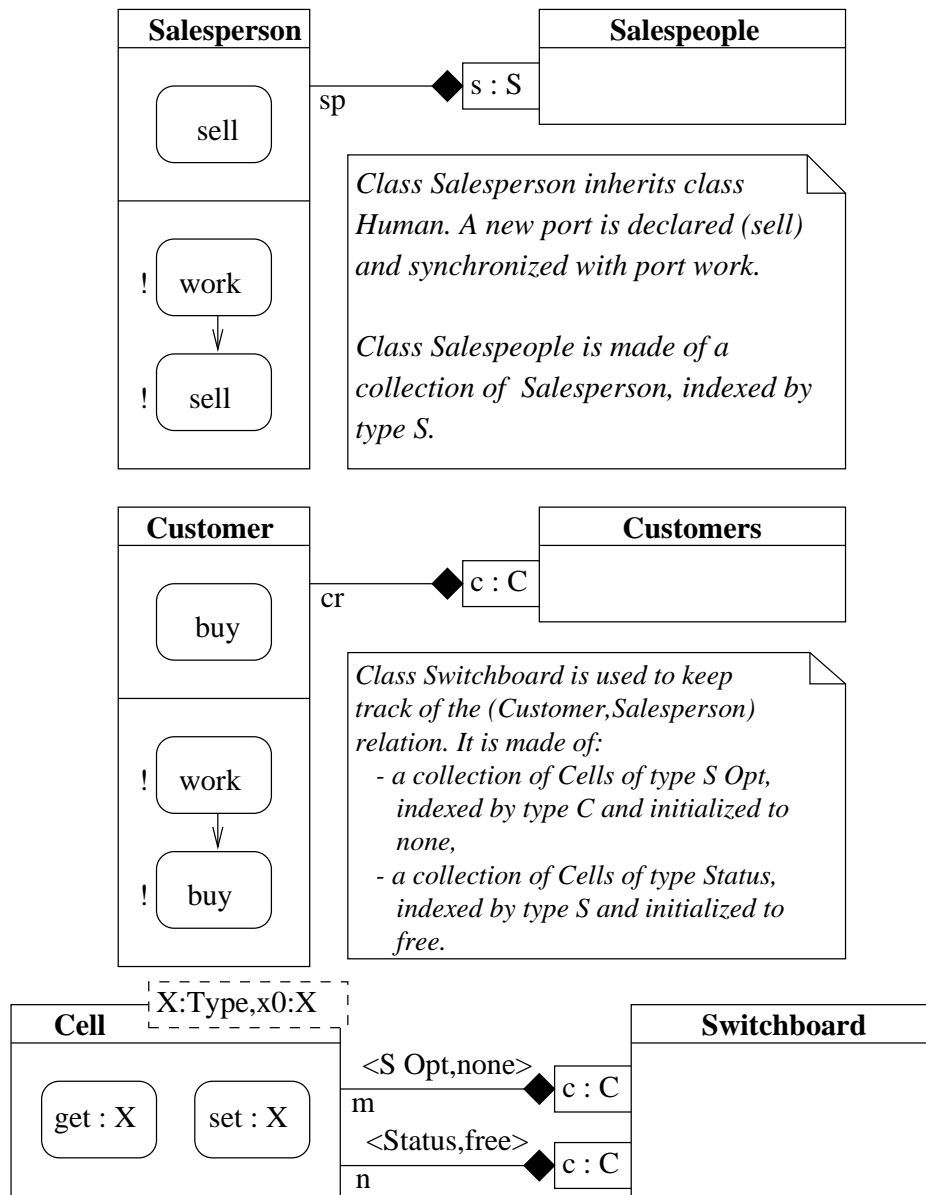 Salesperson
Salespeople
sell
sp
s : S
Class Salesperson inherits class
Human. A new port is declared (sell)
and synchronized with port work.
Class Salespeople is made of a
collection of Salesperson, indexed by
type S.
! work
! sell
Customer
Customers
buy
cr
c : C
Class Switchboard is used to keep
track of the (Customer,Salesperson)
relation. It is made of:
- a collection of Cells of type S Opt,
indexed by type C and initialized to
none,
- a collection of Cells of type Status,
indexed by type S and initialized to
free.
! work
! buy
X:Type,x0:X
Cell
Switchboard
get : X
set : X
<S Opt,none>
m
c : C
<Status,free>
n
c : C